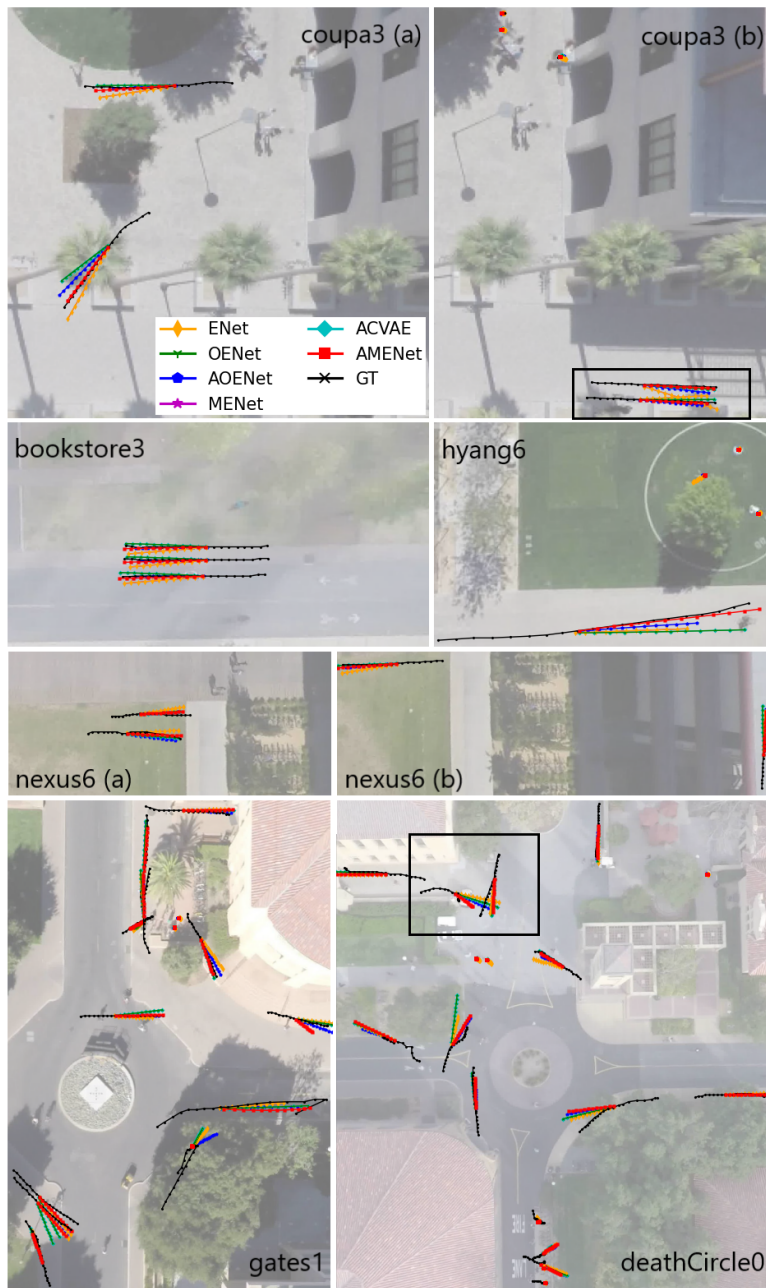 coupa3 (a)
coupa3 (b)
ENet
OENet
AOENet
MENet
ACVAE
AMENet
GT
bookstore3
hyang6
nexus6 (a)
nexus6 (b)
gates1
deathCircle0